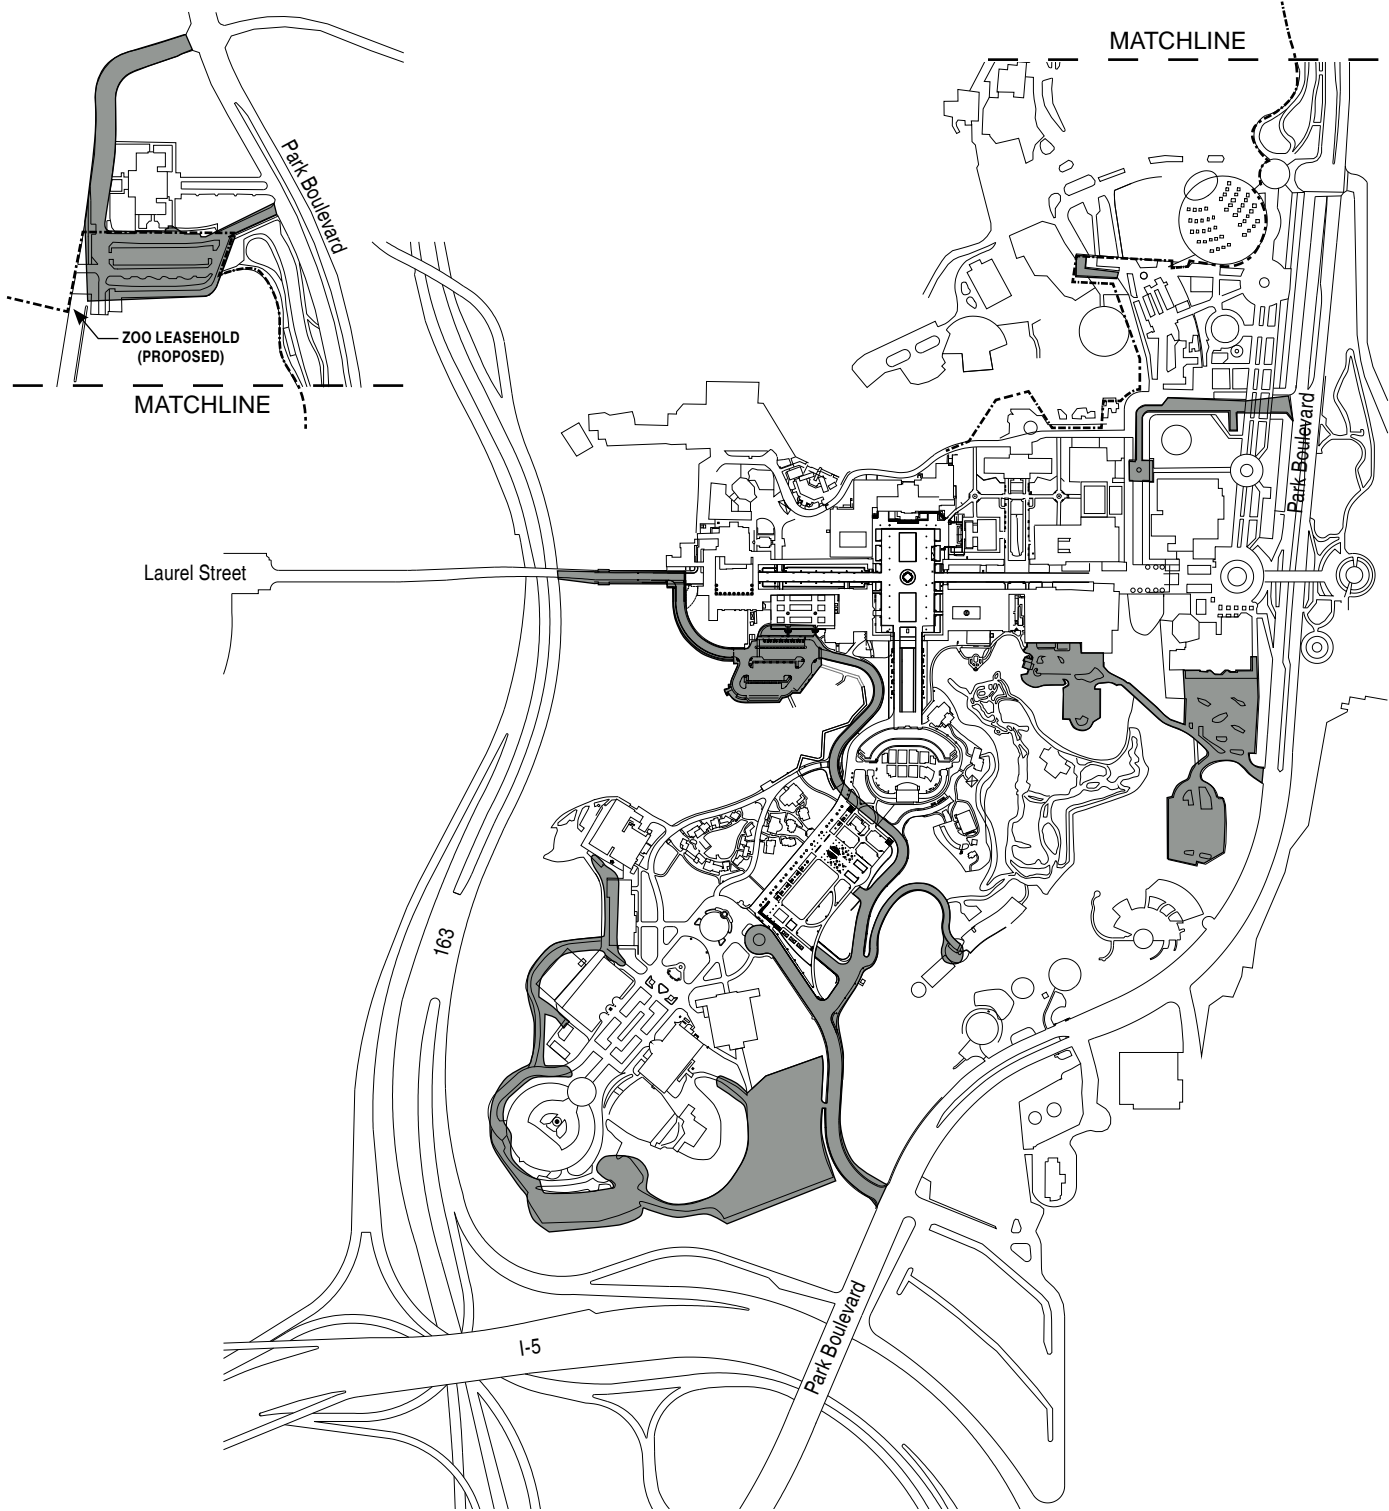 MATCHLINE
Park Boulevard
ZOO LEASEHOLD
(PROPOSED)
MATCHLINE
Park Boulevard
Laurel Street
163
I-5
Park Boulevard